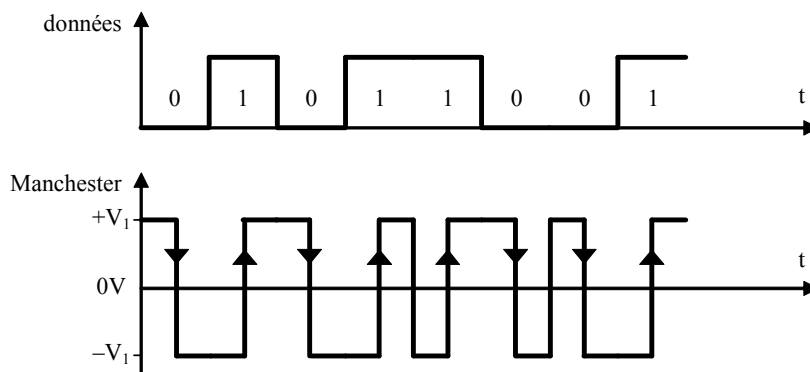 données
0 1 0 1 1 0 0 1 t
Manchester
+V₁
t
0V
−V₁